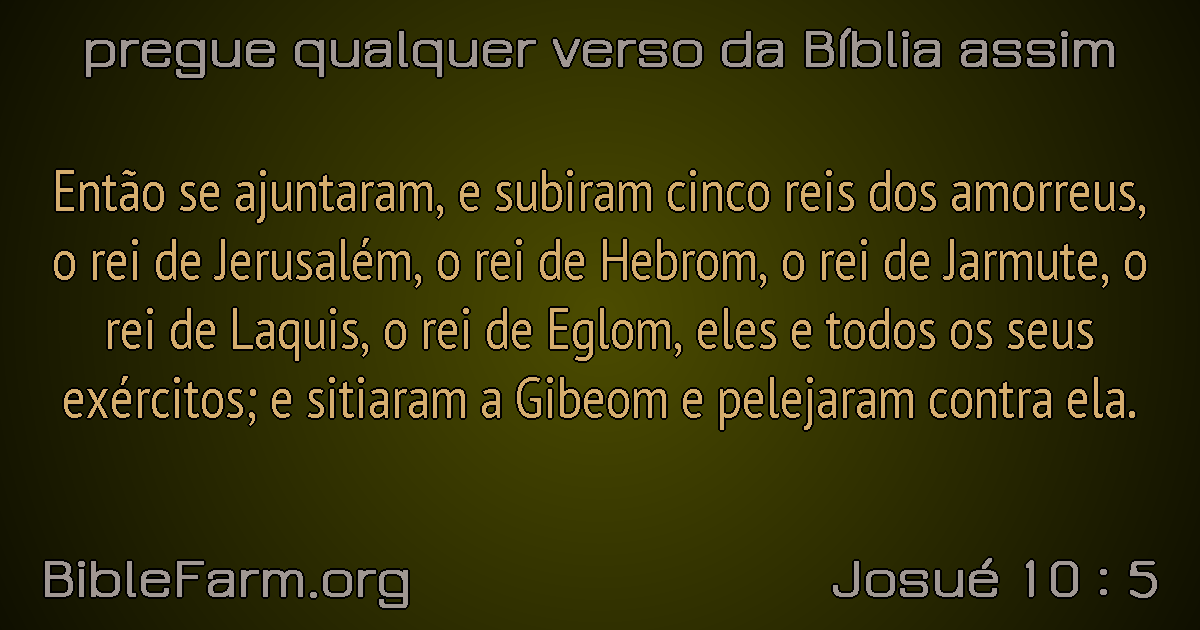 pregue qualquer verso da Bíblia assim
Então se ajuntaram, e subiram cinco reis dos amorreus,
o rei de Jerusalém, o rei de Hebrom, o rei de Jarmute, o
rei de Laquis, o rei de Eglom, eles e todos os seus
exércitos; e sitiaram a Gibeom e pelejaram contra ela.
BibleFarm.org
Josué 10 : 5